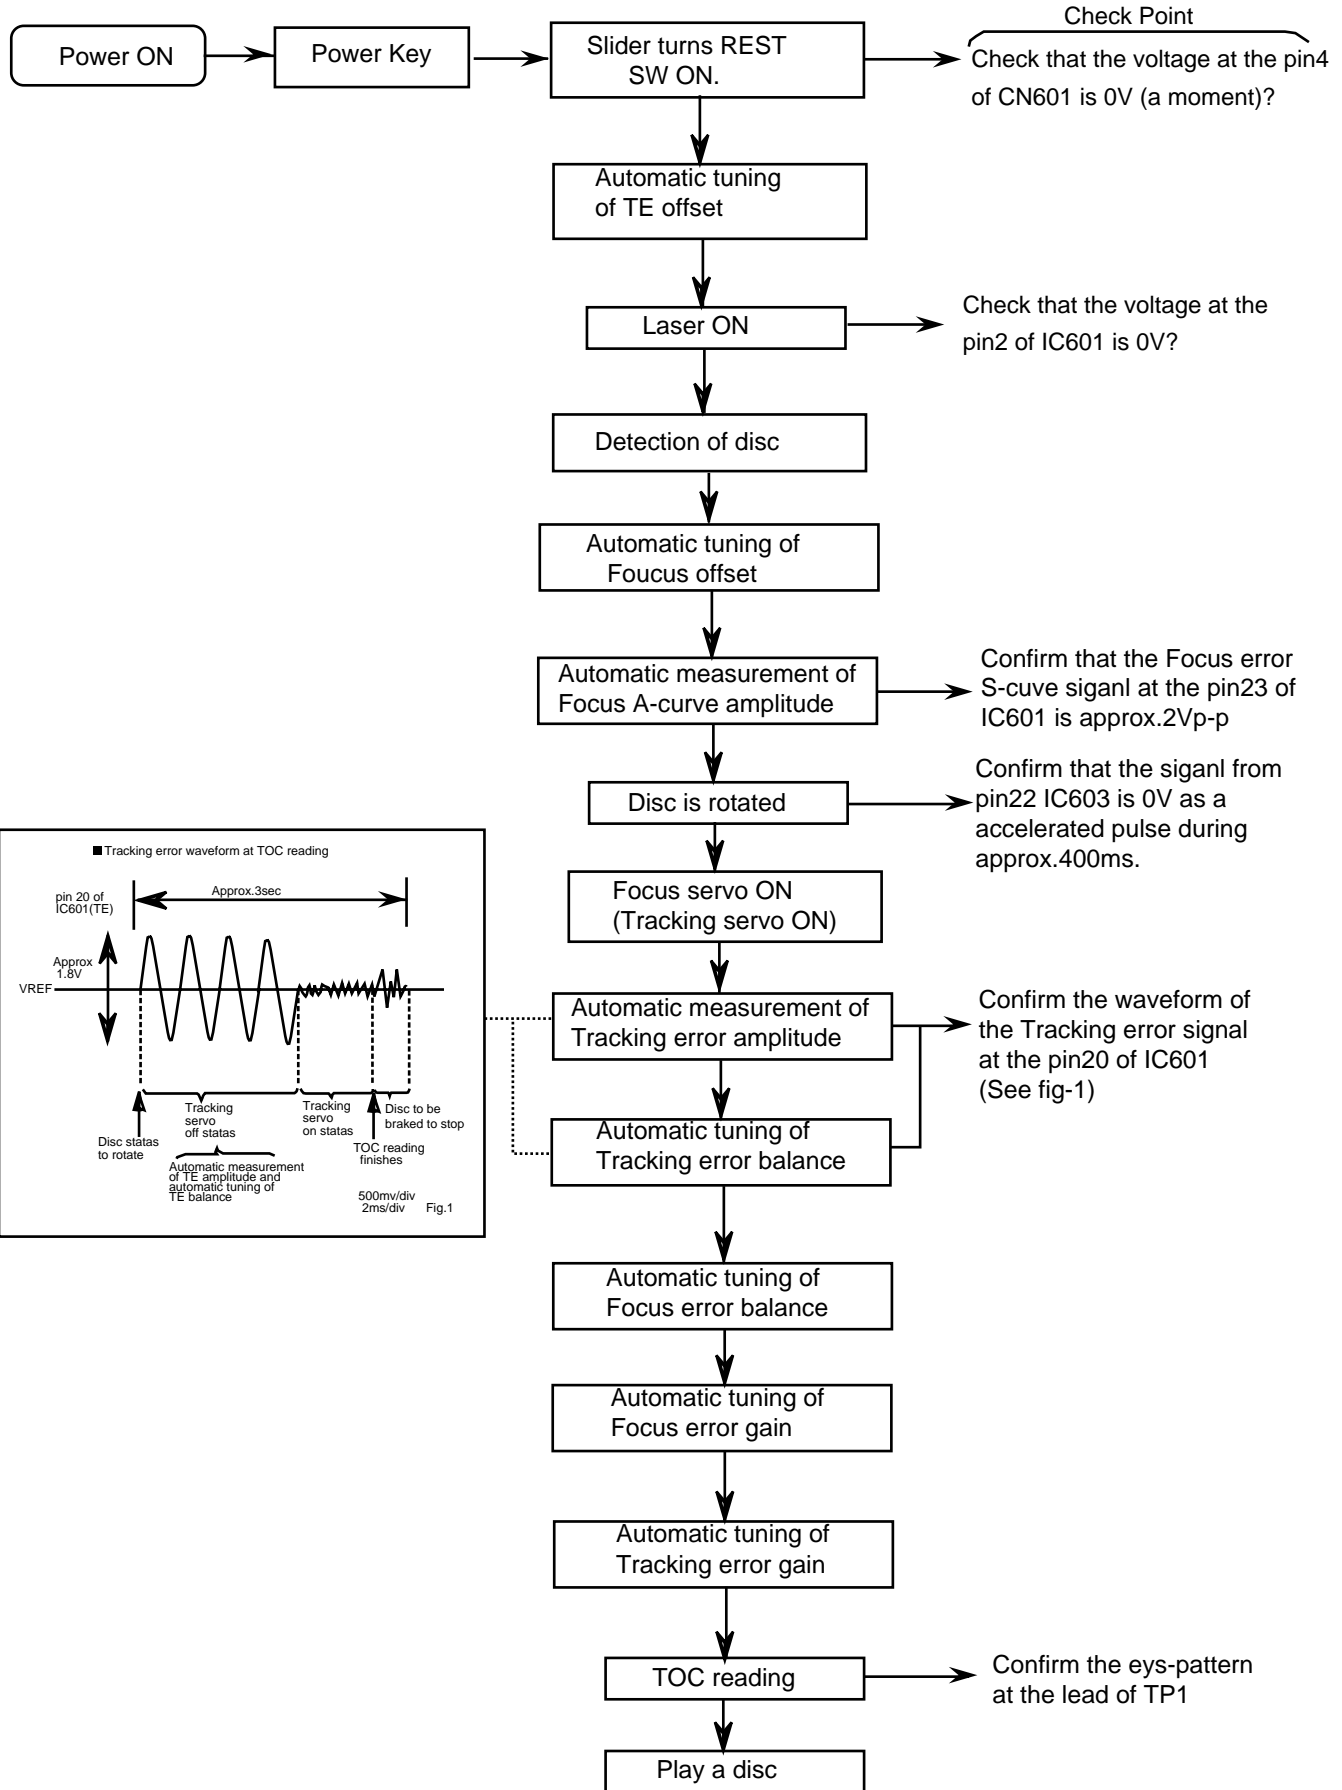 Check Point
Power ON
Power Key
Slider turns REST
SW ON.
Check that the voltage at the pin4
of CN601 is 0V (a moment)?
Automatic tuning
of TE offset
Laser ON
Check that the voltage at the
pin2 of IC601 is 0V?
Detection of disc
Automatic tuning of
Foucus offset
Automatic measurement of
Focus A-curve amplitude
Confirm that the Focus error
S-cuve siganl at the pin23 of
IC601 is approx.2Vp-p
Disc is rotated
Confirm that the siganl from
pin22 IC603 is 0V as a
accelerated pulse during
approx.400ms.
Focus servo ON
(Tracking servo ON)
■ Tracking error waveform at TOC reading
pin 20 of
IC601(TE)
Approx.3sec
Approx
1.8V
VREF
Tracking
servo
off statas
Tracking
servo
on statas
Disc to be
braked to stop
Disc statas
to rotate
TOC reading
finishes
Automatic measurement
of TE amplitude and
automatic tuning of
TE balance
500mv/div
2ms/div
Fig.1
Automatic measurement of
Tracking error amplitude
Confirm the waveform of
the Tracking error signal
at the pin20 of IC601
(See fig-1)
Automatic tuning of
Tracking error balance
Automatic tuning of
Focus error balance
Automatic tuning of
Focus error gain
Automatic tuning of
Tracking error gain
TOC reading
Confirm the eys-pattern
at the lead of TP1
Play a disc